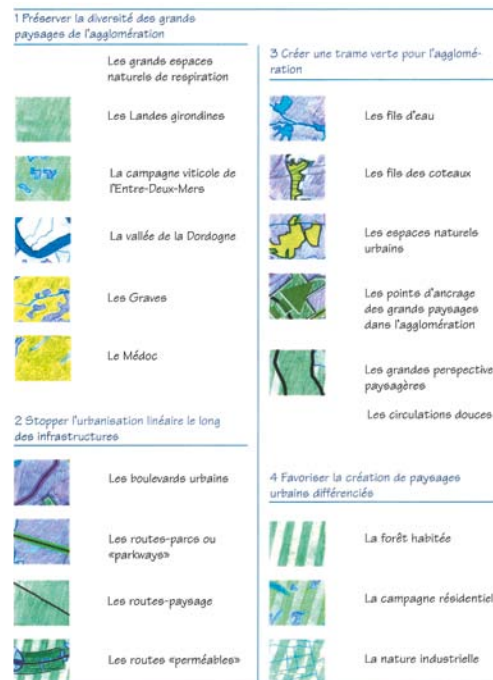 1 Préserver la diversité des grands
paysages de l'agglomération
Les grands espaces
naturels de respiration
Les Landes girondines
La campagne viticole de
l'Entre-Deux-Mers
La vallée de la Dordogne
Les Graves
Le Médoc
2 Stopper l'urbanisation linéaire le long
des infrastructures
Les boulevards urbains
Les routes-parcs ou
«parkways»
Les routes-paysage
Les routes «perméables»
3 Créer une trame verte pour l'agglomé-
ration
Les fils d'eau
Les fils des coteaux
Les espaces naturels
urbains
Les points d'ancrage
des grands paysages
dans l'agglomération
Les grandes perspective
paysagères
Les circulations douces
4 Favoriser la création de paysages
urbains différenciés
La forêt habitée
La campagne résidentiel
La nature industrielle